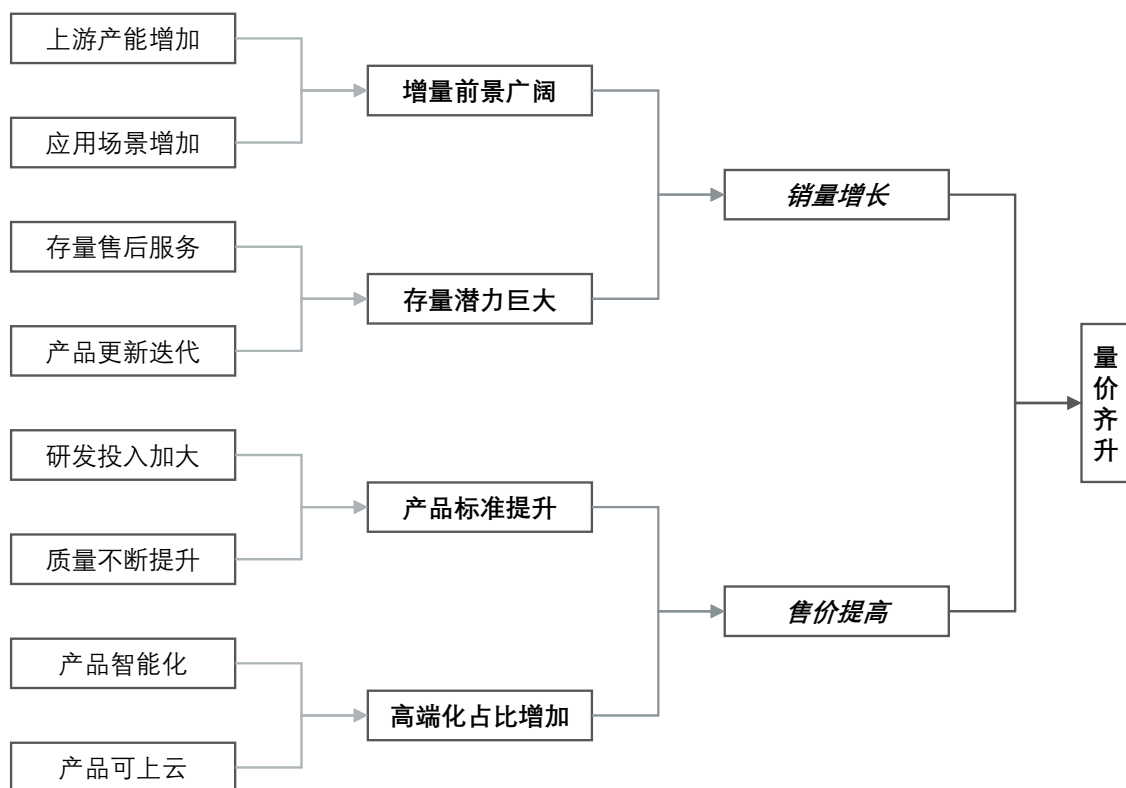 上游产能增加
应用场景增加
存量售后服务
产品更新迭代
研发投入加大
质量不断提升
产品智能化
产品可上云
增量前景广阔
存量潜力巨大
产品标准提升
高端化占比增加
销量增长
售价提高
量价齐升